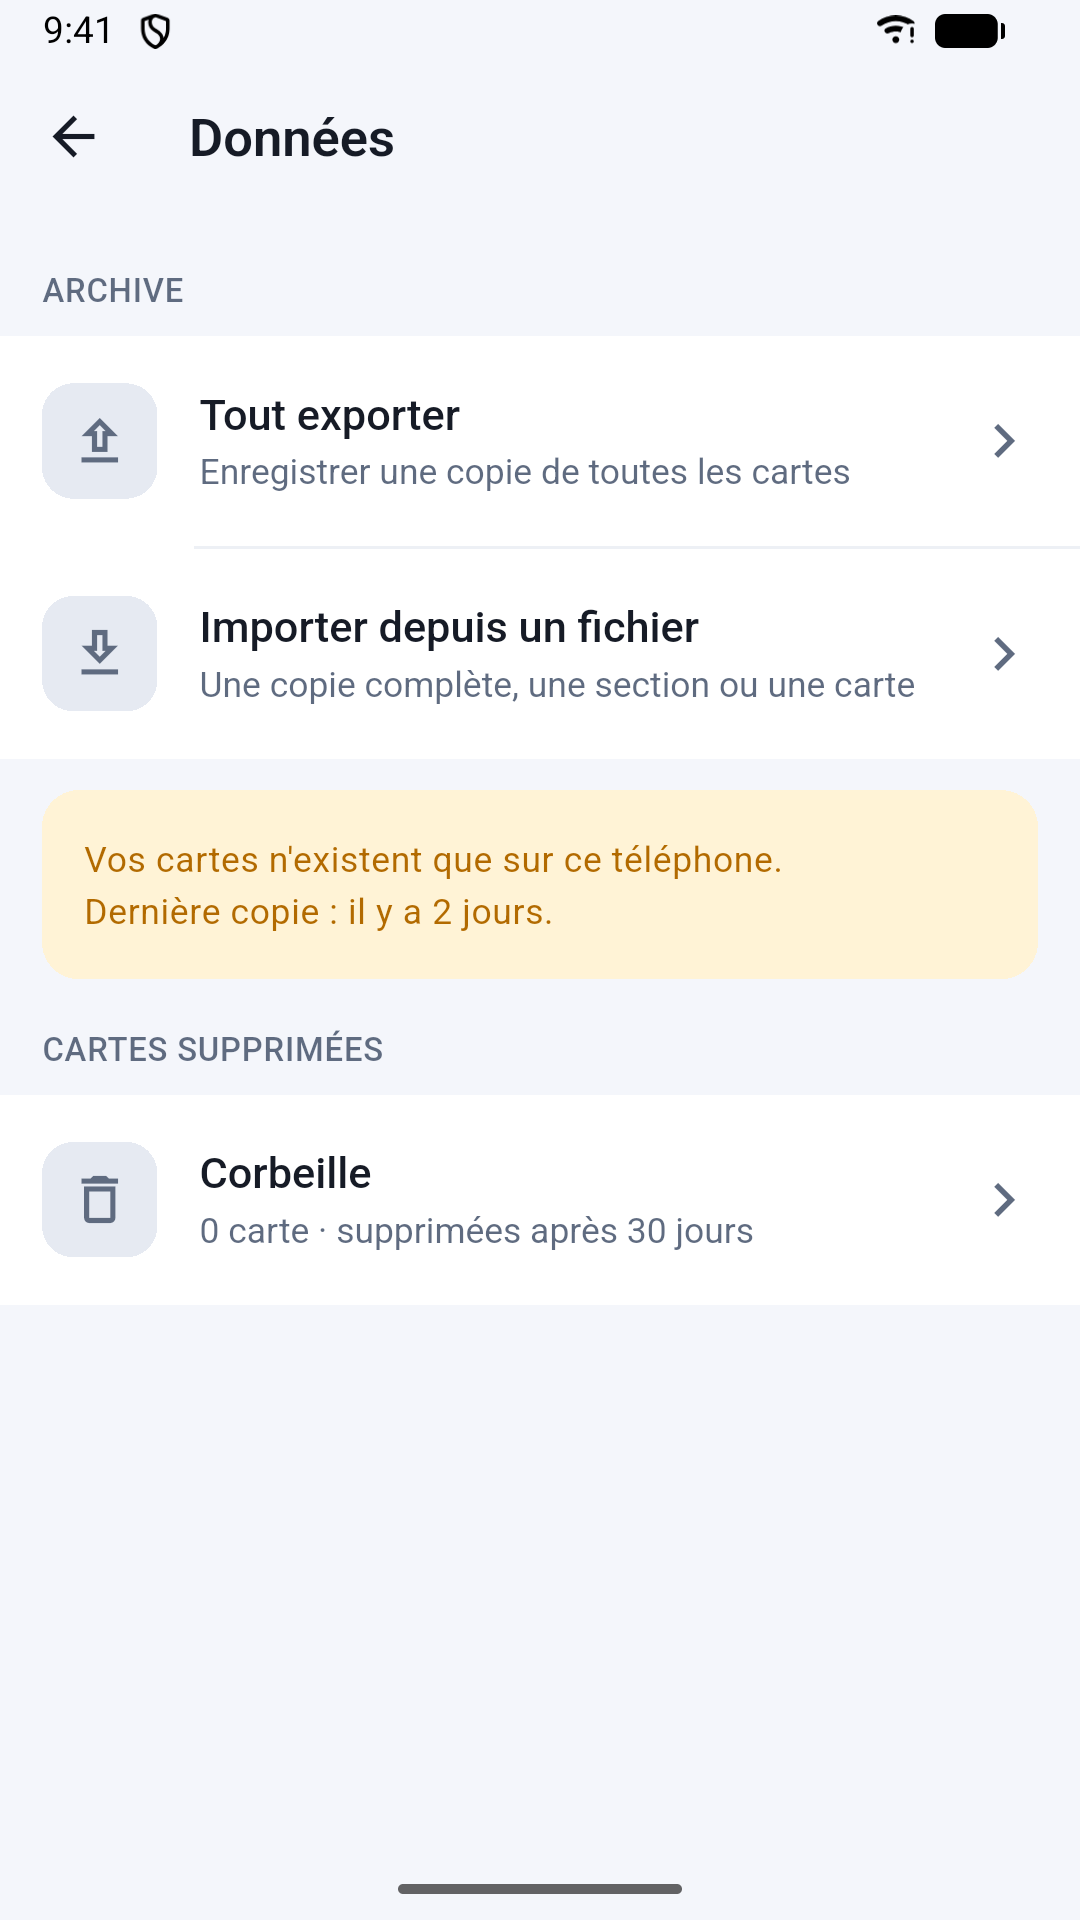 9:41
Données
ARCHIVE
Tout exporter
Enregistrer une copie de toutes les cartes
Importer depuis un fichier
Une copie complète, une section ou une carte
Vos cartes n'existent que sur ce téléphone.
Dernière copie : il y a 2 jours.
CARTES SUPPRIMÉES
Corbeille
0 carte · supprimées après 30 jours